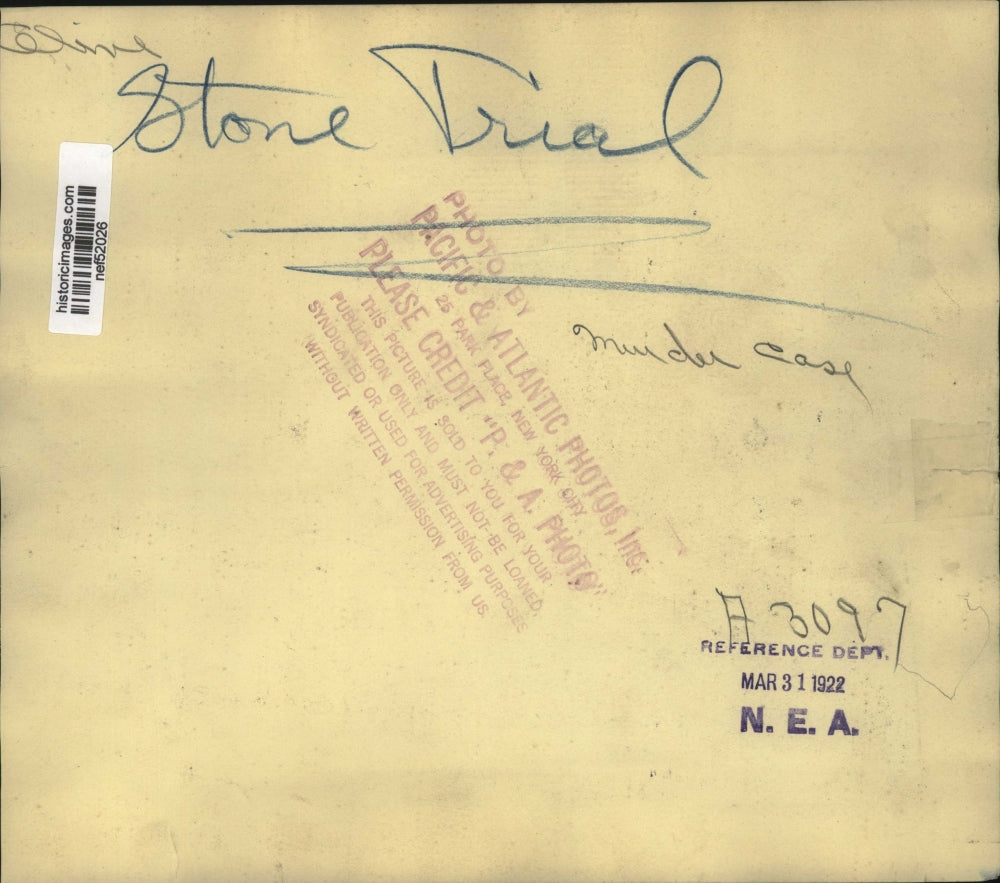 Stone Trial
historicimages.com
nef52026
PHOTO BY
PACIFIC & ATLANTIC PHOTOS, INC.
25 PARK PLACE, NEW YORK CITY
PLEASE CREDIT "P. & A. PHOTO"
THIS PICTURE IS SOLD TO YOU FOR YOUR
PUBLICATION ONLY AND MUST NOT BE LOANED,
SYNDICATED OR USED FOR ADVERTISING PURPOSES
WITHOUT WRITTEN PERMISSION FROM US.
murder case
A 3097
REFERENCE DEPT.
MAR 31 1922
N. E. A.